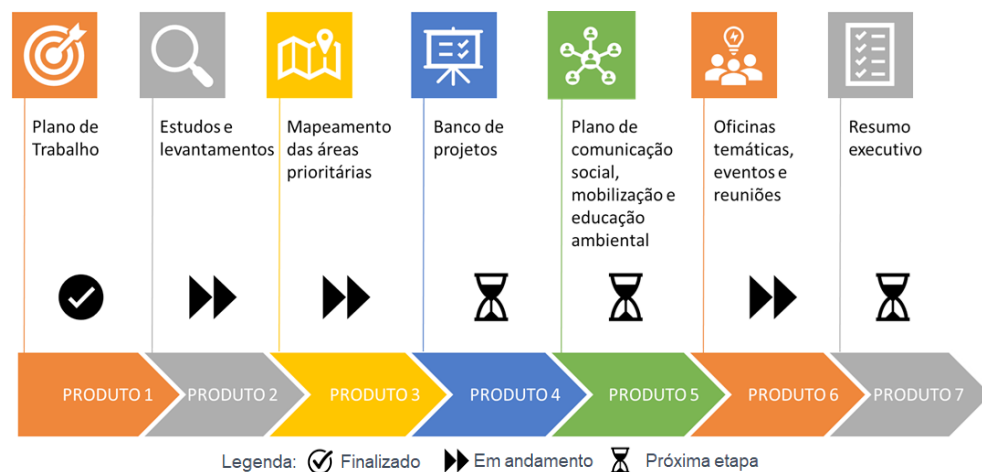 Plano de
Trabalho
Estudos e
levantamentos
Mapeamento
das áreas
prioritárias
Banco de
projetos
Plano de
comunicação
social,
mobilização e
educação
ambiental
Oficinas
temáticas,
eventos e
reuniões
Resumo
executivo
PRODUTO 1
PRODUTO 2
PRODUTO 3
PRODUTO 4
PRODUTO 5
PRODUTO 6
PRODUTO 7
Legenda: Finalizado Em andamento Próxima etapa